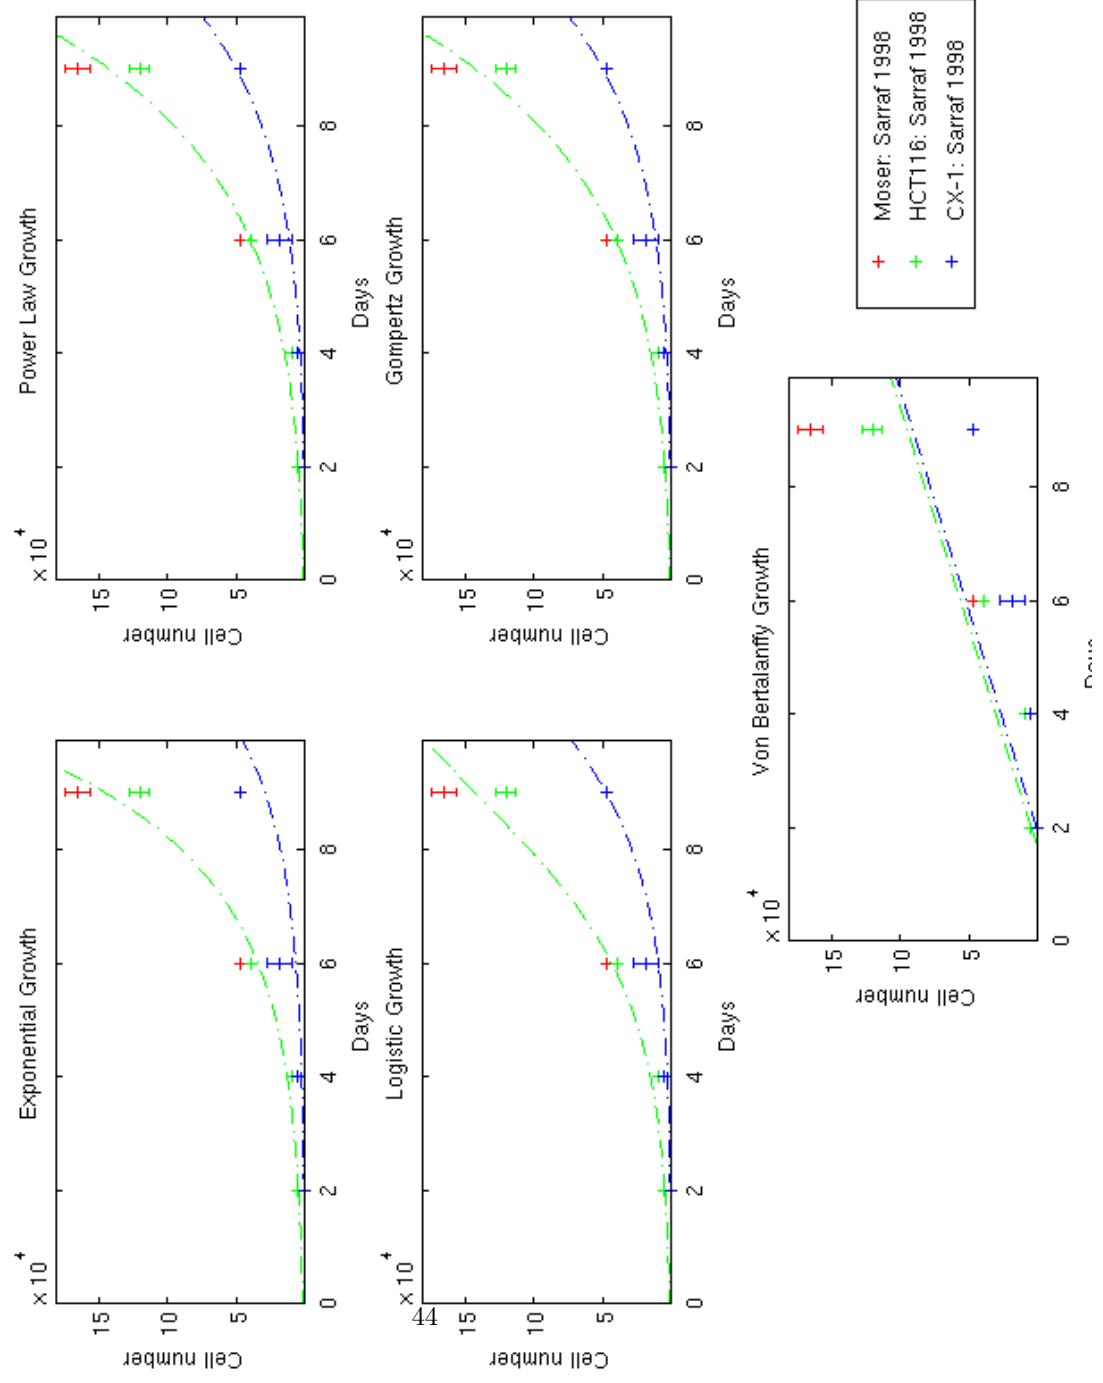 Exponential Growth
×10
4
15
10
5
Cell number
0
2
4
6
8
Days
Power Law Growth
×10
4
15
10
5
Cell number
0
2
4
6
8
Days
Logistic Growth
×10
4
15
10
5
Cell number
0
2
4
6
8
Days
Gompertz Growth
×10
4
15
10
5
Cell number
0
2
4
6
8
Days
Von Bertalanffy Growth
×10
4
15
10
5
Cell number
0
2
4
6
8
Days
Moser: Sarraf 1998
HCT116: Sarraf 1998
CX-1: Sarraf 1998
44